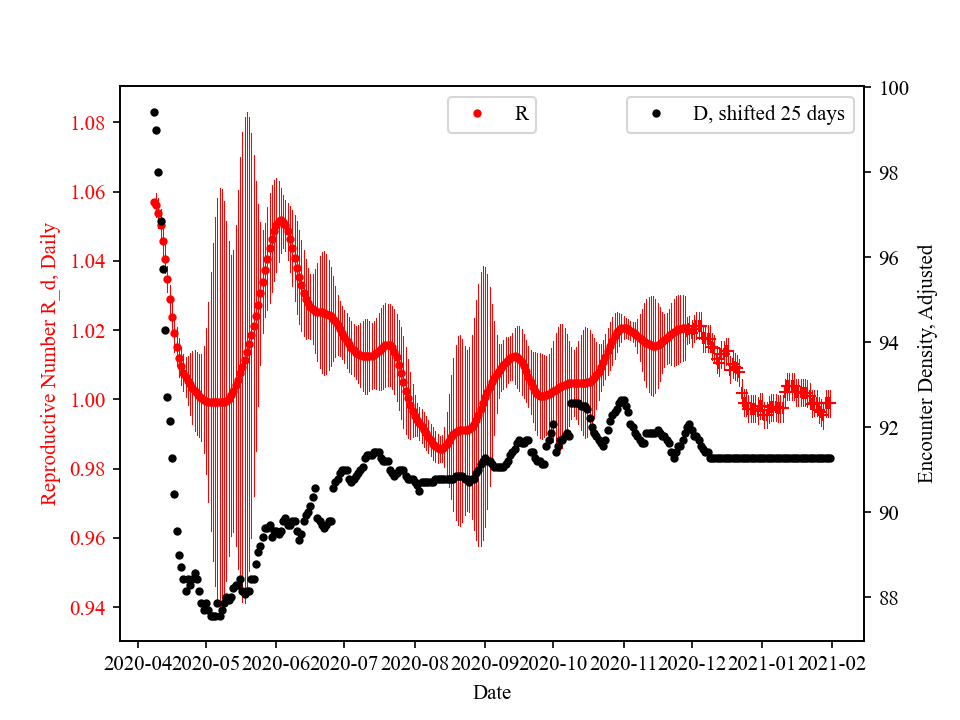 R
D, shifted 25 days
Reproductive Number R_d, Daily
1.08
1.06
1.04
1.02
1.00
0.98
0.96
0.94
100
98
96
94
92
90
88
Encounter Density, Adjusted
2020-04 2020-05 2020-06 2020-07 2020-08 2020-09 2020-10 2020-11 2020-12 2021-01 2021-02
Date